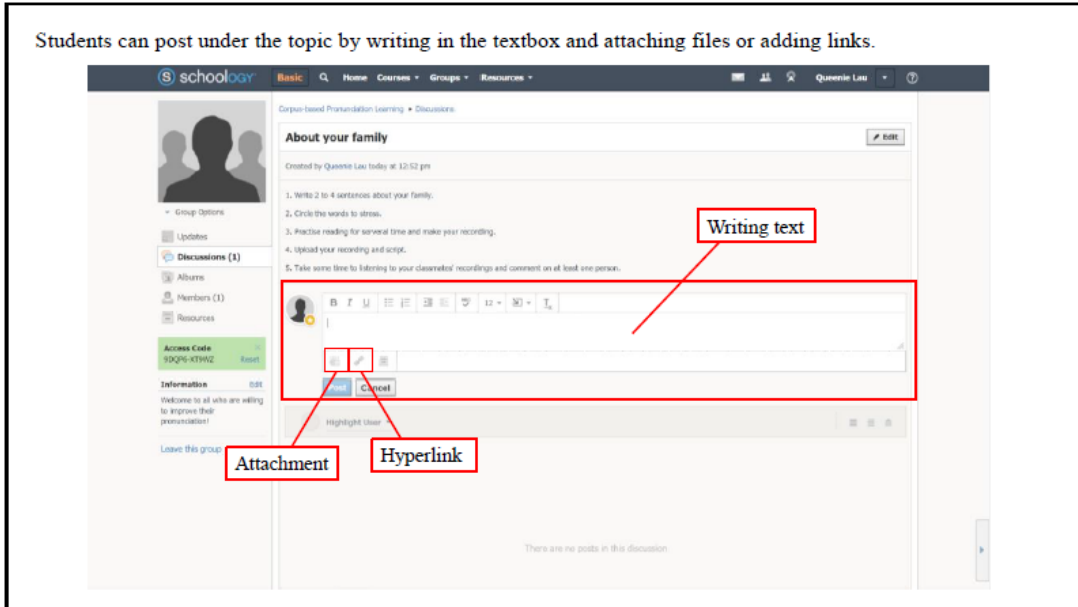 Students can post under the topic by writing in the textbox and attaching files or adding links.
schoology Basic Home Courses Groups Resources Queenie Lau
Corpus-based Pronunciation Learning Discussions
About your family
Edit
Created by Queenie Lau today at 12:52 pm
1. Write 2 to 4 sentances about your family.
2. Circle the words to stress.
3. Practise reading for serveral time and make your recording.
4. Upload your recording and script.
5. Take some time to listening to your classmates' recordings and comment on at least one person.
Group Options
Updates
Discussions (1)
Albums
Members (1)
Resources
Access Code
9DQP6-XT9WZ Reset
Information Edit
Welcome to all who are willing
to improve their
pronunciation!
Leave this group
Writing text
B I U 12
Post Cancel
Highlight User
Attachment
Hyperlink
There are no posts in this discussion